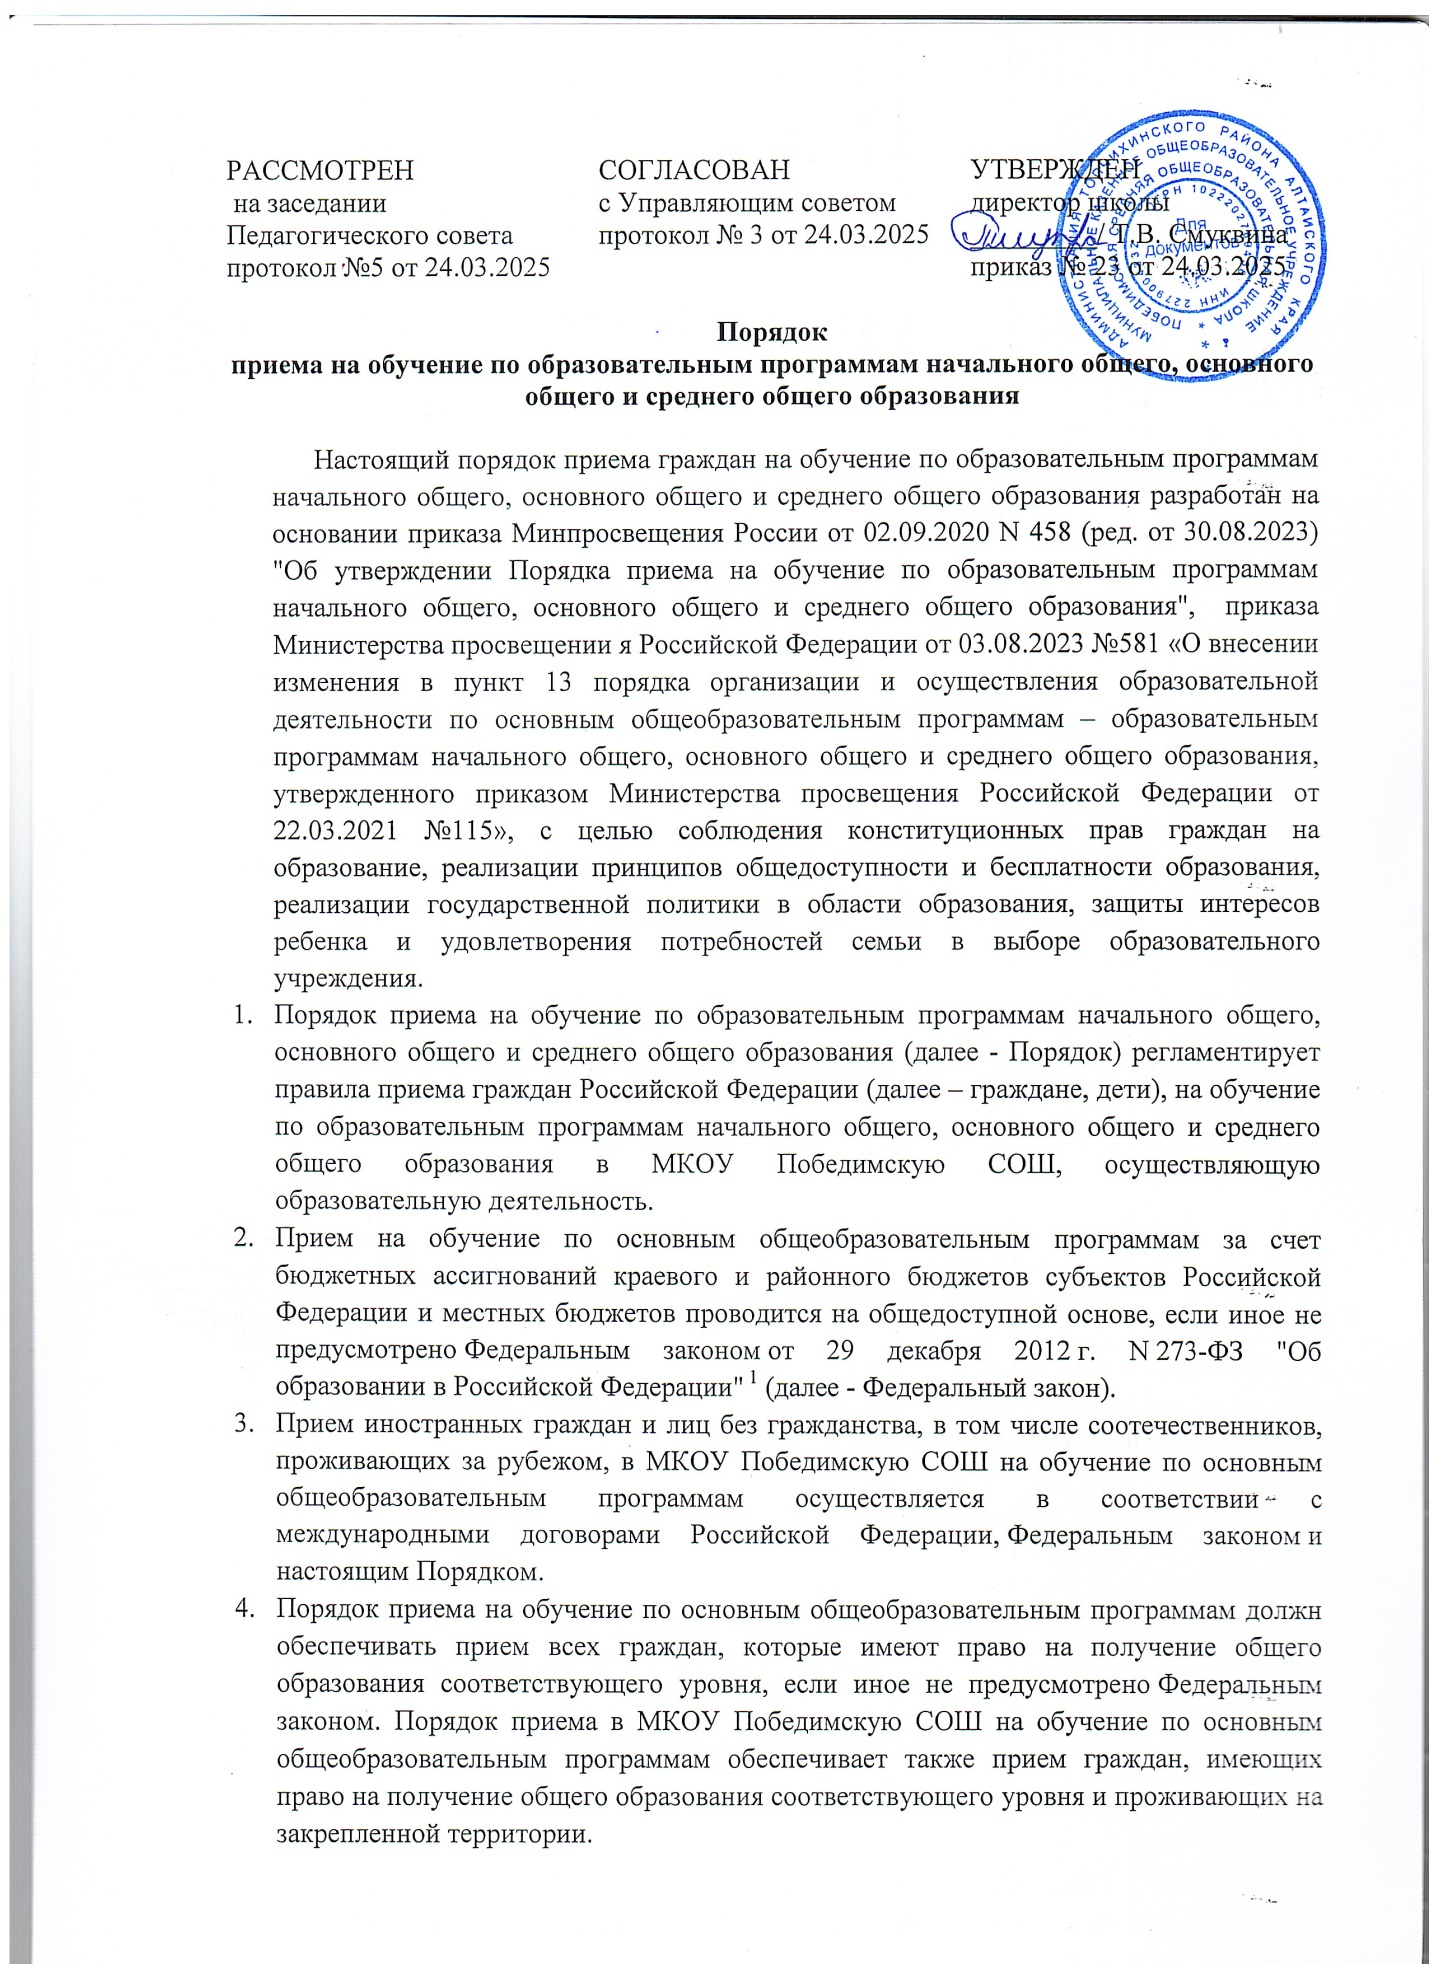 РАССМОТРЕН
на заседании
Педагогического совета
протокол №5 от 24.03.2025
СОГЛАСОВАН
с Управляющим советом
протокол № 3 от 24.03.2025
УТВЕРЖДЕН
директор школы
/ Т.В. Смуквина
приказ № 23 от 24.03.2025
Для
документов
Порядок
приема на обучение по образовательным программам начального общего, основного
общего и среднего общего образования
Настоящий порядок приема граждан на обучение по образовательным программам
начального общего, основного общего и среднего общего образования разработан на
основании приказа Минпросвещения России от 02.09.2020 N 458 (ред. от 30.08.2023)
"Об утверждении Порядка приема на обучение по образовательным программам
начального общего, основного общего и среднего общего образования", приказа
Министерства просвещении я Российской Федерации от 03.08.2023 №581 «О внесении
изменения в пункт 13 порядка организации и осуществления образовательной
деятельности по основным общеобразовательным программам – образовательным
программам начального общего, основного общего и среднего общего образования,
утвержденного приказом Министерства просвещения Российской Федерации от
22.03.2021 №115», с целью соблюдения конституционных прав граждан на
образование, реализации принципов общедоступности и бесплатности образования,
реализации государственной политики в области образования, защиты интересов
ребенка и удовлетворения потребностей семьи в выборе образовательного
учреждения.
1. Порядок приема на обучение по образовательным программам начального общего,
основного общего и среднего общего образования (далее - Порядок) регламентирует
правила приема граждан Российской Федерации (далее – граждане, дети), на обучение
по образовательным программам начального общего, основного общего и среднего
общего образования в МКОУ Победимскую СОШ, осуществляющую
образовательную деятельность.
2. Прием на обучение по основным общеобразовательным программам за счет
бюджетных ассигнований краевого и районного бюджетов субъектов Российской
Федерации и местных бюджетов проводится на общедоступной основе, если иное не
предусмотрено Федеральным законом от 29 декабря 2012 г. N 273-ФЗ "Об
образовании в Российской Федерации" 1 (далее - Федеральный закон).
3. Прием иностранных граждан и лиц без гражданства, в том числе соотечественников,
проживающих за рубежом, в МКОУ Победимскую СОШ на обучение по основным
общеобразовательным программам осуществляется в соответствии с
международными договорами Российской Федерации, Федеральным законом и
настоящим Порядком.
4. Порядок приема на обучение по основным общеобразовательным программам должн
обеспечивать прием всех граждан, которые имеют право на получение общего
образования соответствующего уровня, если иное не предусмотрено Федеральным
законом. Порядок приема в МКОУ Победимскую СОШ на обучение по основным
общеобразовательным программам обеспечивает также прием граждан, имеющих
право на получение общего образования соответствующего уровня и проживающих на
закрепленной территории.